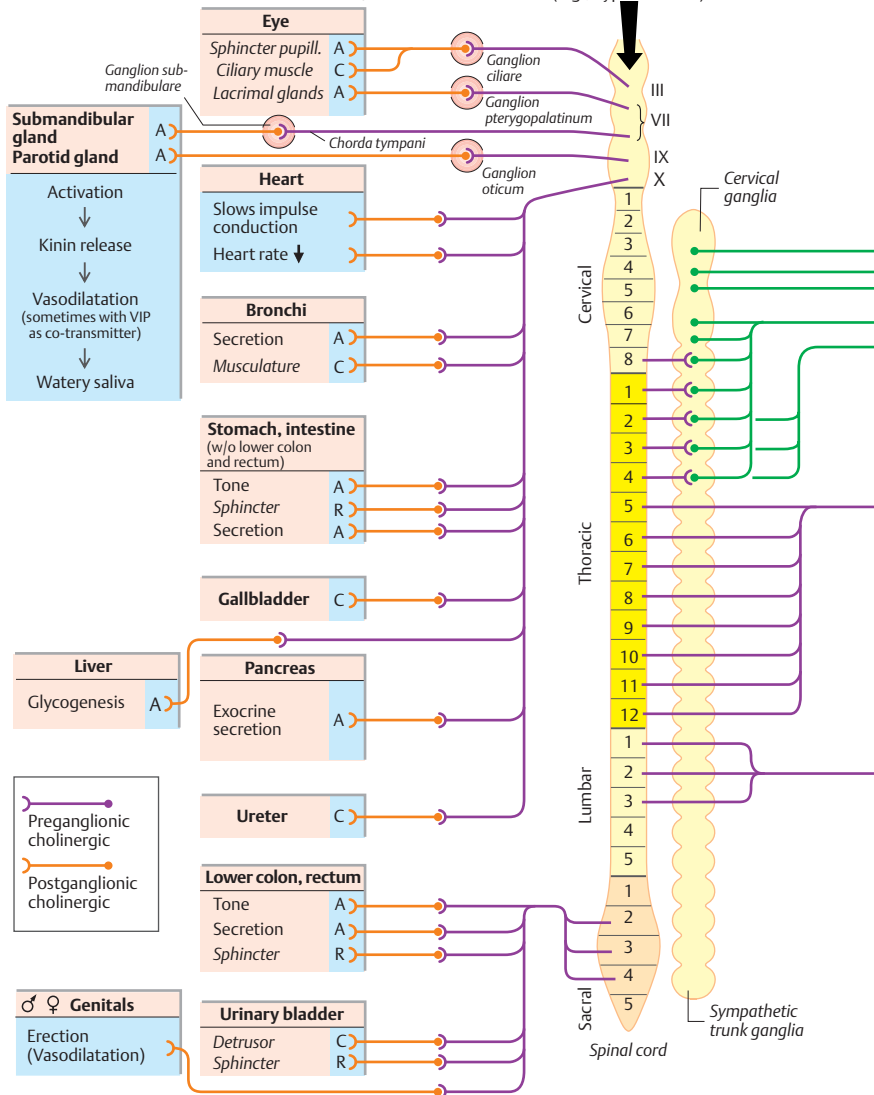 Eye
Sphincter pupill. A
Ciliary muscle C
Lacrimal glands A
Ganglion sub-
mandibulare
Ganglion
ciliare
Ganglion
pterygopalatinum
III
VII
IX
X
Submandibular
gland A
Parotid gland A
Chorda tympani
Ganglion
oticum
Activation
Kinin release
Vasodilatation
(sometimes with VIP
as co-transmitter)
Watery saliva
Heart
Slows impulse
conduction
Heart rate
Bronchi
Secretion A
Musculature C
Stomach, intestine
(w/o lower colon
and rectum)
Tone A
Sphincter R
Secretion A
Gallbladder C
Liver
Glycogenesis A
Pancreas
Exocrine
secretion A
Ureter C
Preganglionic
cholinergic
Postganglionic
cholinergic
Lower colon, rectum
Tone A
Secretion A
Sphincter R
♂ ♀ Genitals
Erection
(Vasodilatation)
Urinary bladder
Detrusor C
Sphincter R
Cervical
1
2
3
4
5
6
7
8
Thoracic
1
2
3
4
5
6
7
8
9
10
11
12
Lumbar
1
2
3
4
5
Sacral
1
2
3
4
5
Spinal cord
Cervical
ganglia
Sympathetic
trunk ganglia